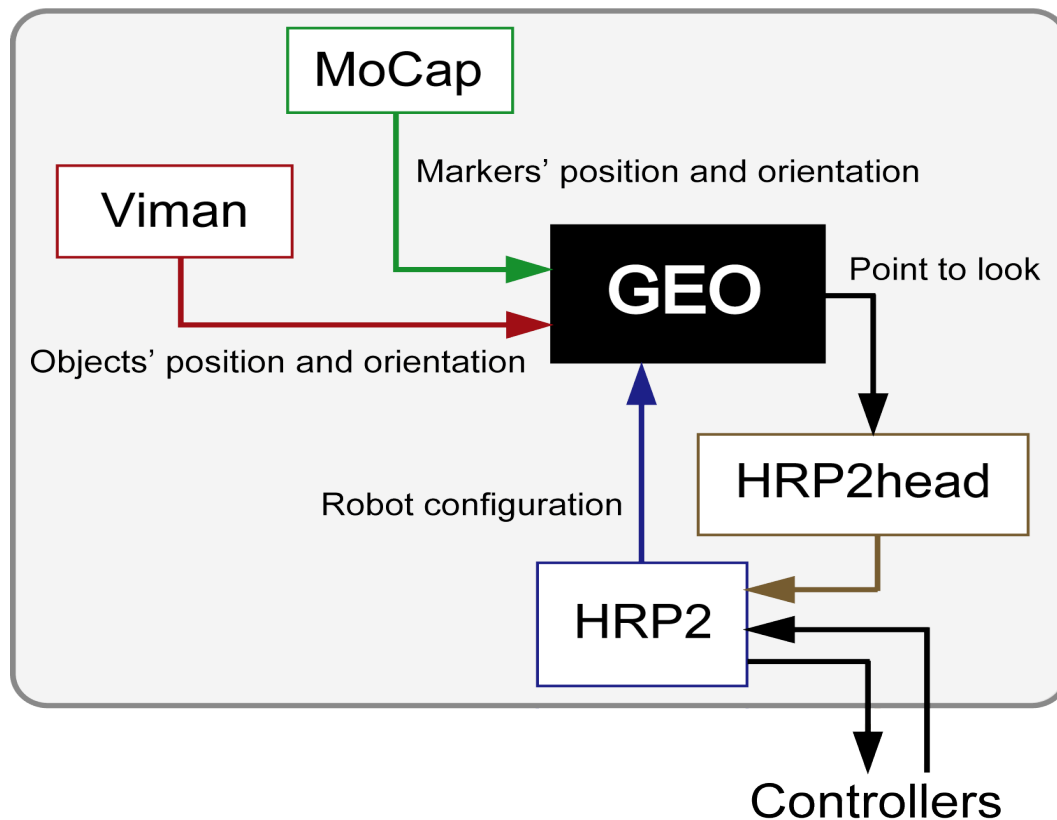 MoCap
Markers’ position and orientation
Viman
GEO
Point to look
Objects’ position and orientation
HRP2head
Robot configuration
HRP2
Controllers